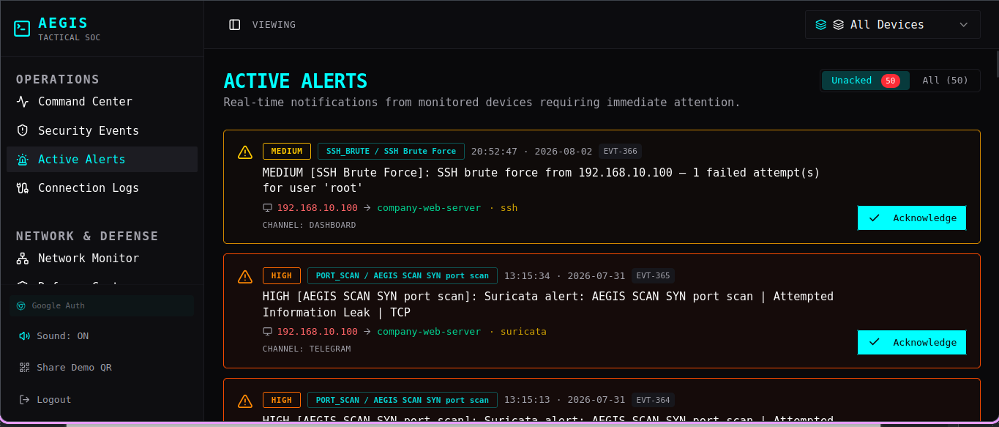 AEGIS
TACTICAL SOC
VIEWING
All Devices
OPERATIONS
Command Center
Security Events
Active Alerts
Connection Logs
NETWORK & DEFENSE
Network Monitor
Google Auth
Sound: ON
Share Demo QR
Logout
ACTIVE ALERTS
Real-time notifications from monitored devices requiring immediate attention.
Unacked 50 All (50)
MEDIUM SSH_BRUTE / SSH Brute Force 20:52:47 · 2026-08-02 EVT-366
MEDIUM [SSH Brute Force]: SSH brute force from 192.168.10.100 — 1 failed attempt(s)
for user 'root'
192.168.10.100 → company-web-server · ssh
CHANNEL: DASHBOARD
Acknowledge
HIGH PORT_SCAN / AEGIS SCAN SYN port scan 13:15:34 · 2026-07-31 EVT-365
HIGH [AEGIS SCAN SYN port scan]: Suricata alert: AEGIS SCAN SYN port scan | Attempted
Information Leak | TCP
192.168.10.100 → company-web-server · suricata
CHANNEL: TELEGRAM
Acknowledge
HIGH PORT_SCAN / AEGIS SCAN SYN port scan 13:15:13 · 2026-07-31 EVT-364
HIGH [AEGIS SCAN SYN port scan]: Suricata alert: AEGIS SCAN SYN port scan | Attempted